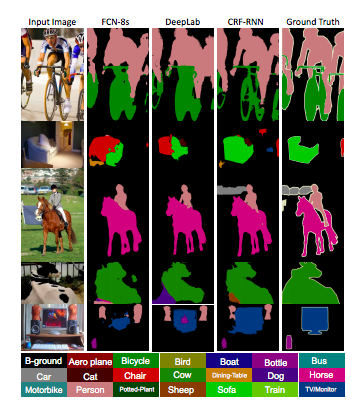 Input Image FCN-8s DeepLab CRF-RNN Ground Truth
B-ground Aero plane Bicycle Bird Boat Bottle Bus
Car Cat Chair Cow Dining-Table Dog Horse
Motorbike Person Potted-Plant Sheep Sofa Train TV/Monitor